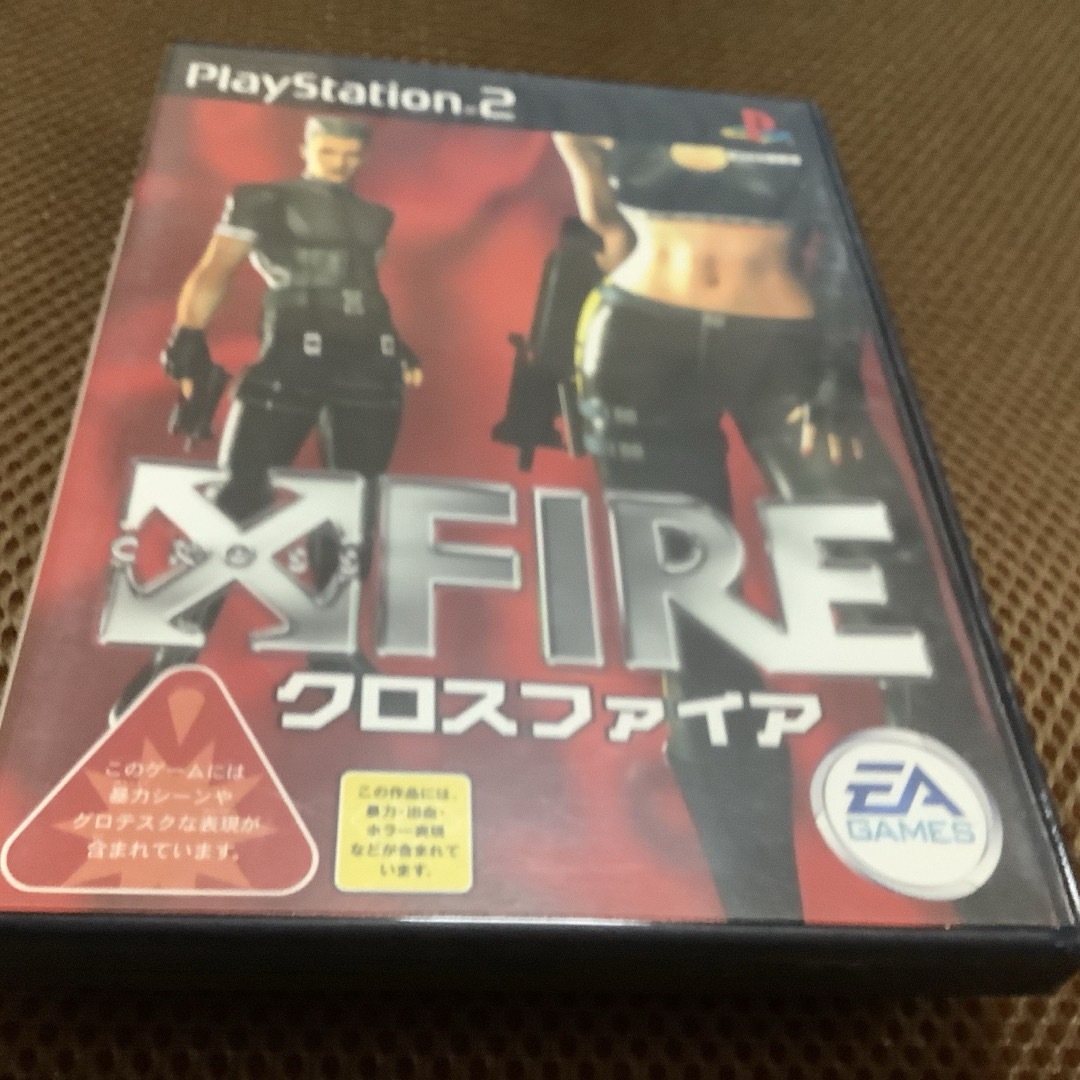 PlayStation.2
CROSS
XFIRE
クロスファイア
このゲームには
暴力シーンや
グロテスクな表現が
含まれています。
この作品には、
暴力・出血・
ホラー表現
などが含まれて
います。
EA
GAMES